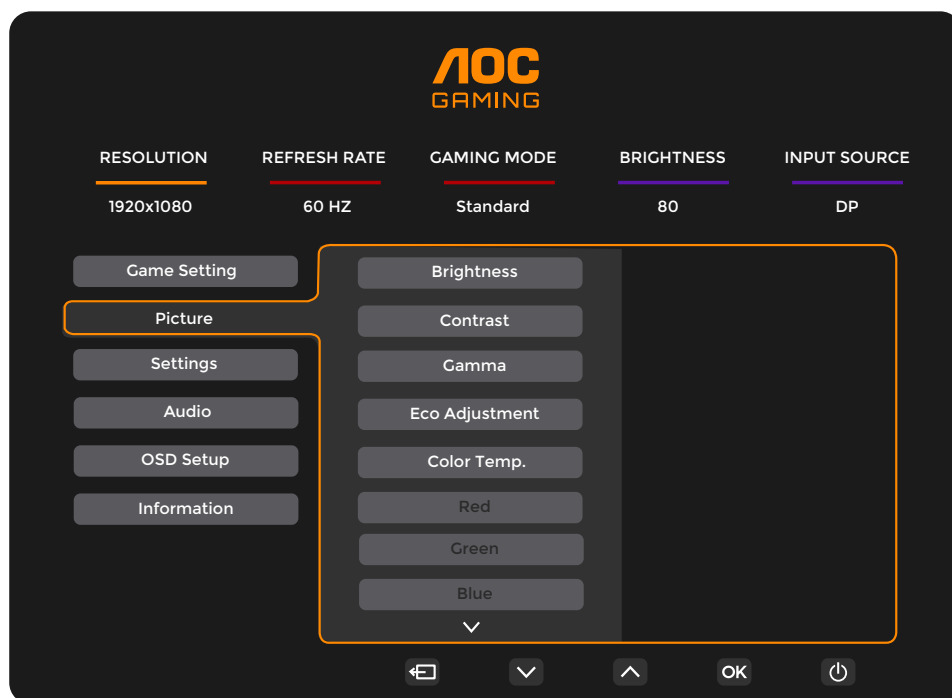 AOC
GAMING
RESOLUTION REFRESH RATE GAMING MODE BRIGHTNESS INPUT SOURCE
1920x1080 60 HZ Standard 80 DP
Game Setting
Picture
Settings
Audio
OSD Setup
Information
Brightness
Contrast
Gamma
Eco Adjustment
Color Temp.
Red
Green
Blue
OK